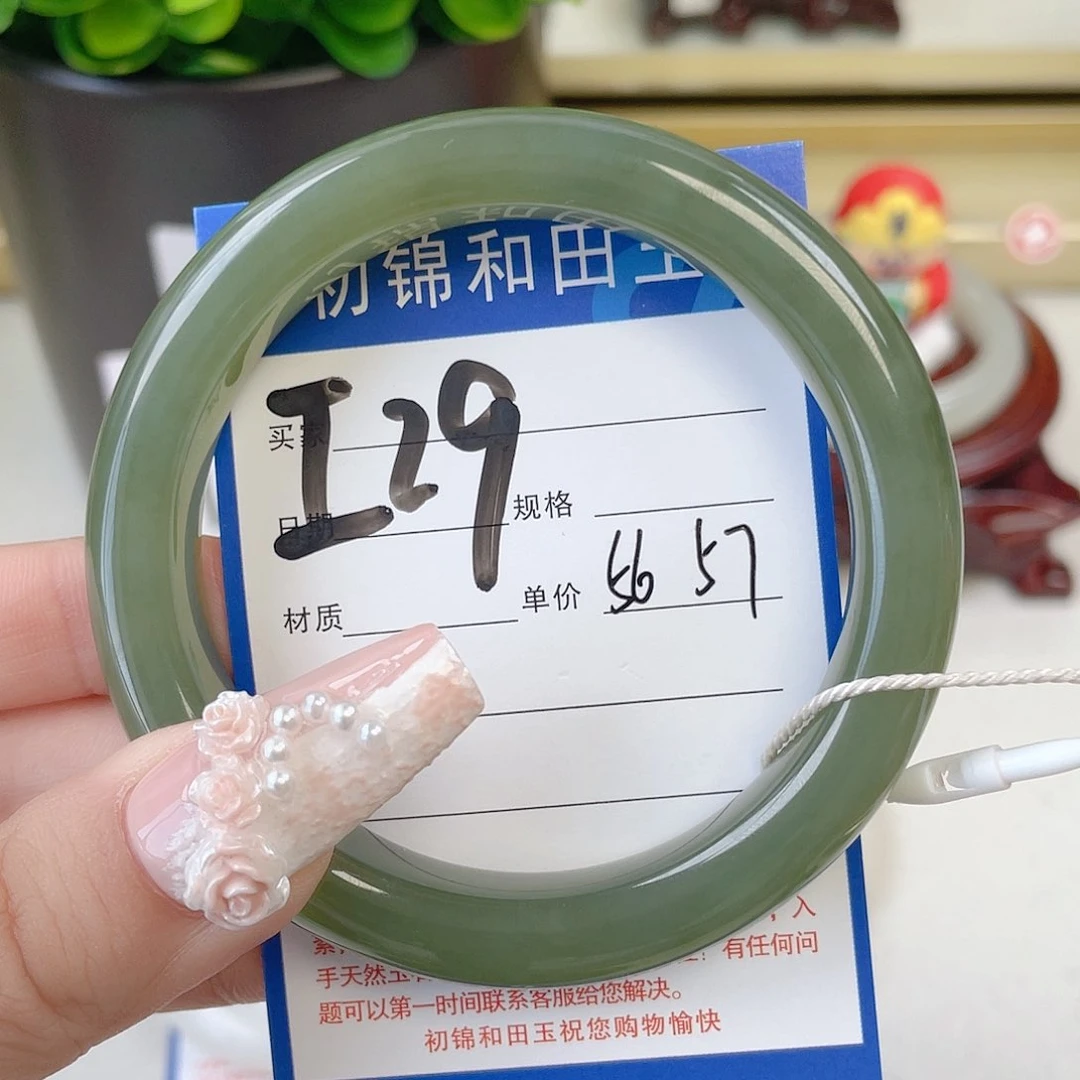 初锦和田玉
I29
买家
日期 规格
材质 单价 56 57
，入
有任何问
手天然玉
题可以第一时间联系客服给您解决。
初锦和田玉祝您购物愉快